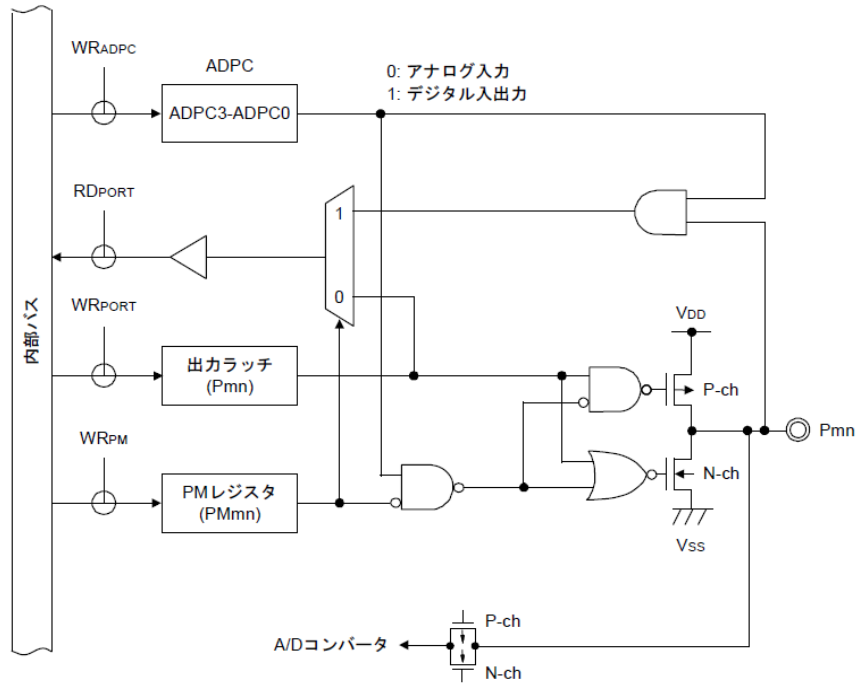 WRADPC
ADPC
ADPC3-ADPC0
0: アナログ入力
1: デジタル入出力
RDPORT
1
0
WRPORT
内部バス
出力ラッチ
(Pmn)
VDD
P-ch
Pmn
WRPM
PMレジスタ
(PMmn)
N-ch
VSS
P-ch
A/Dコンバータ
N-ch